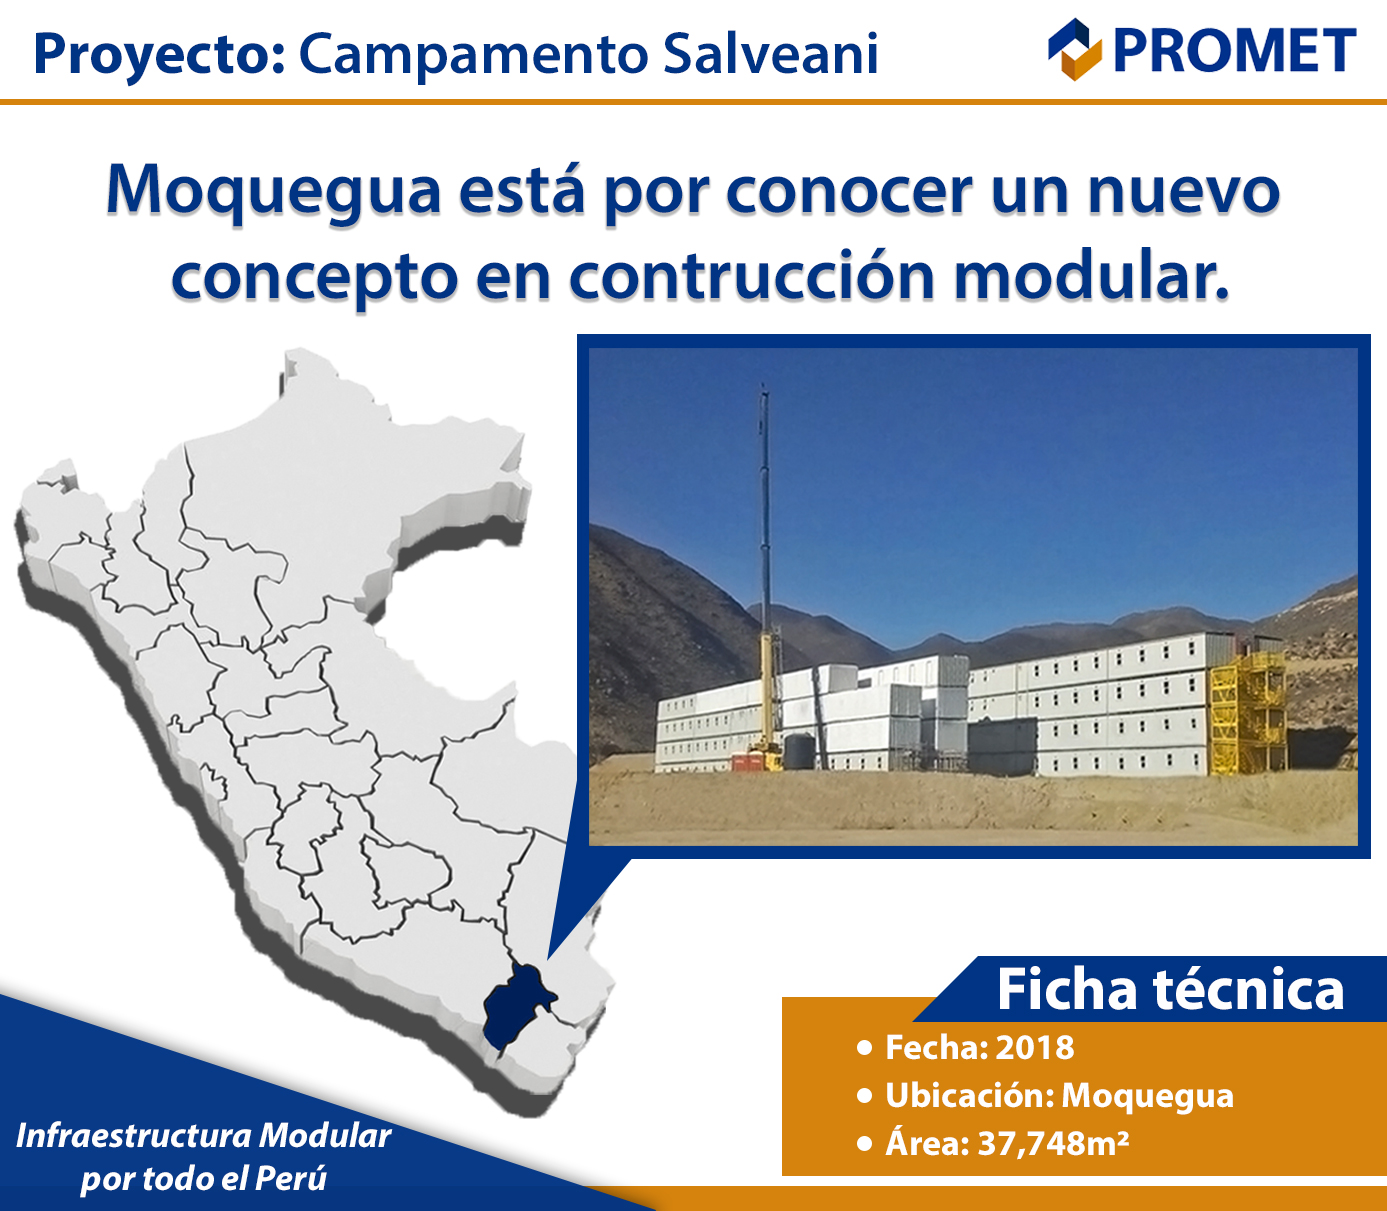 Proyecto: Campamento Salveani
PROMET
Moquegua está por conocer un nuevo
concepto en contrucción modular.
Ficha técnica
• Fecha: 2018
• Ubicación: Moquegua
• Área: 37,748m²
Infraestructura Modular
por todo el Perú